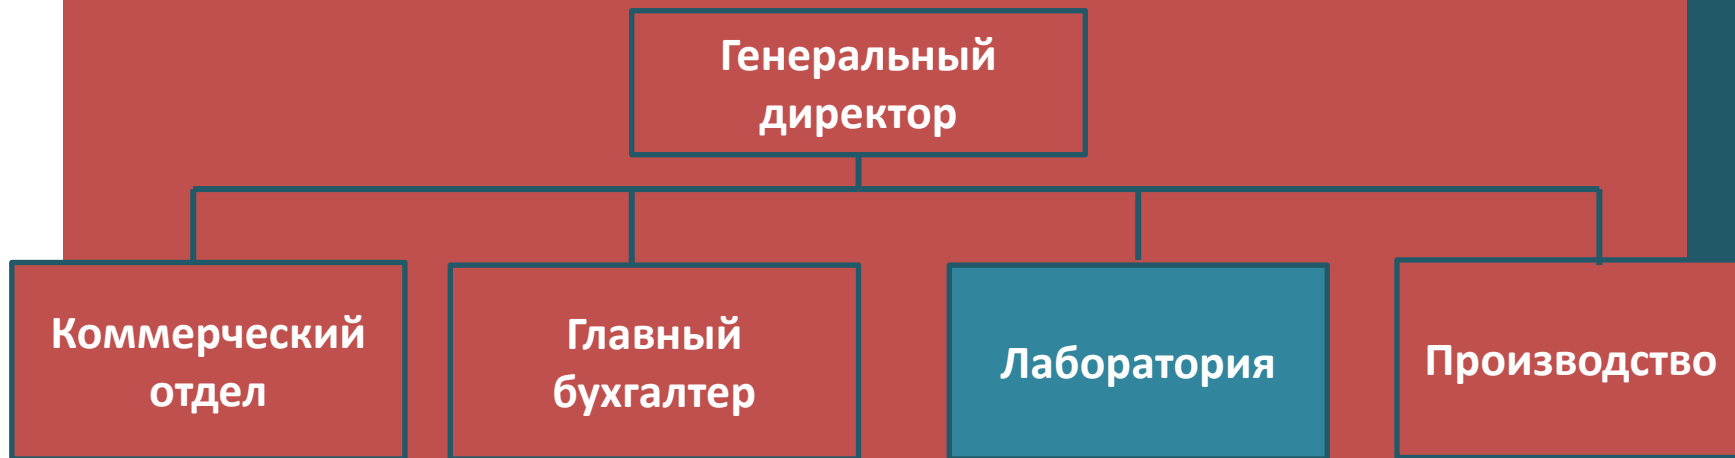 Генеральный
директор
Коммерческий
отдел
Главный
бухгалтер
Лаборатория
Производство